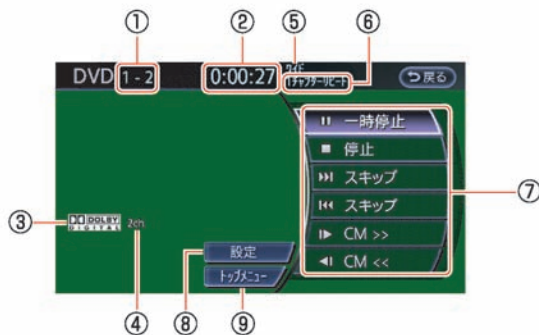 ① ② ⑤ ⑥
DVD 1 - 2 0:00:27 ワイド
1チャプターリピート 戻る
一時停止
停止
スキップ
③ DOLBY DIGITAL 2ch スキップ ⑦
設定 CM >>
トップメニュー CM <<
④ ⑧ ⑨